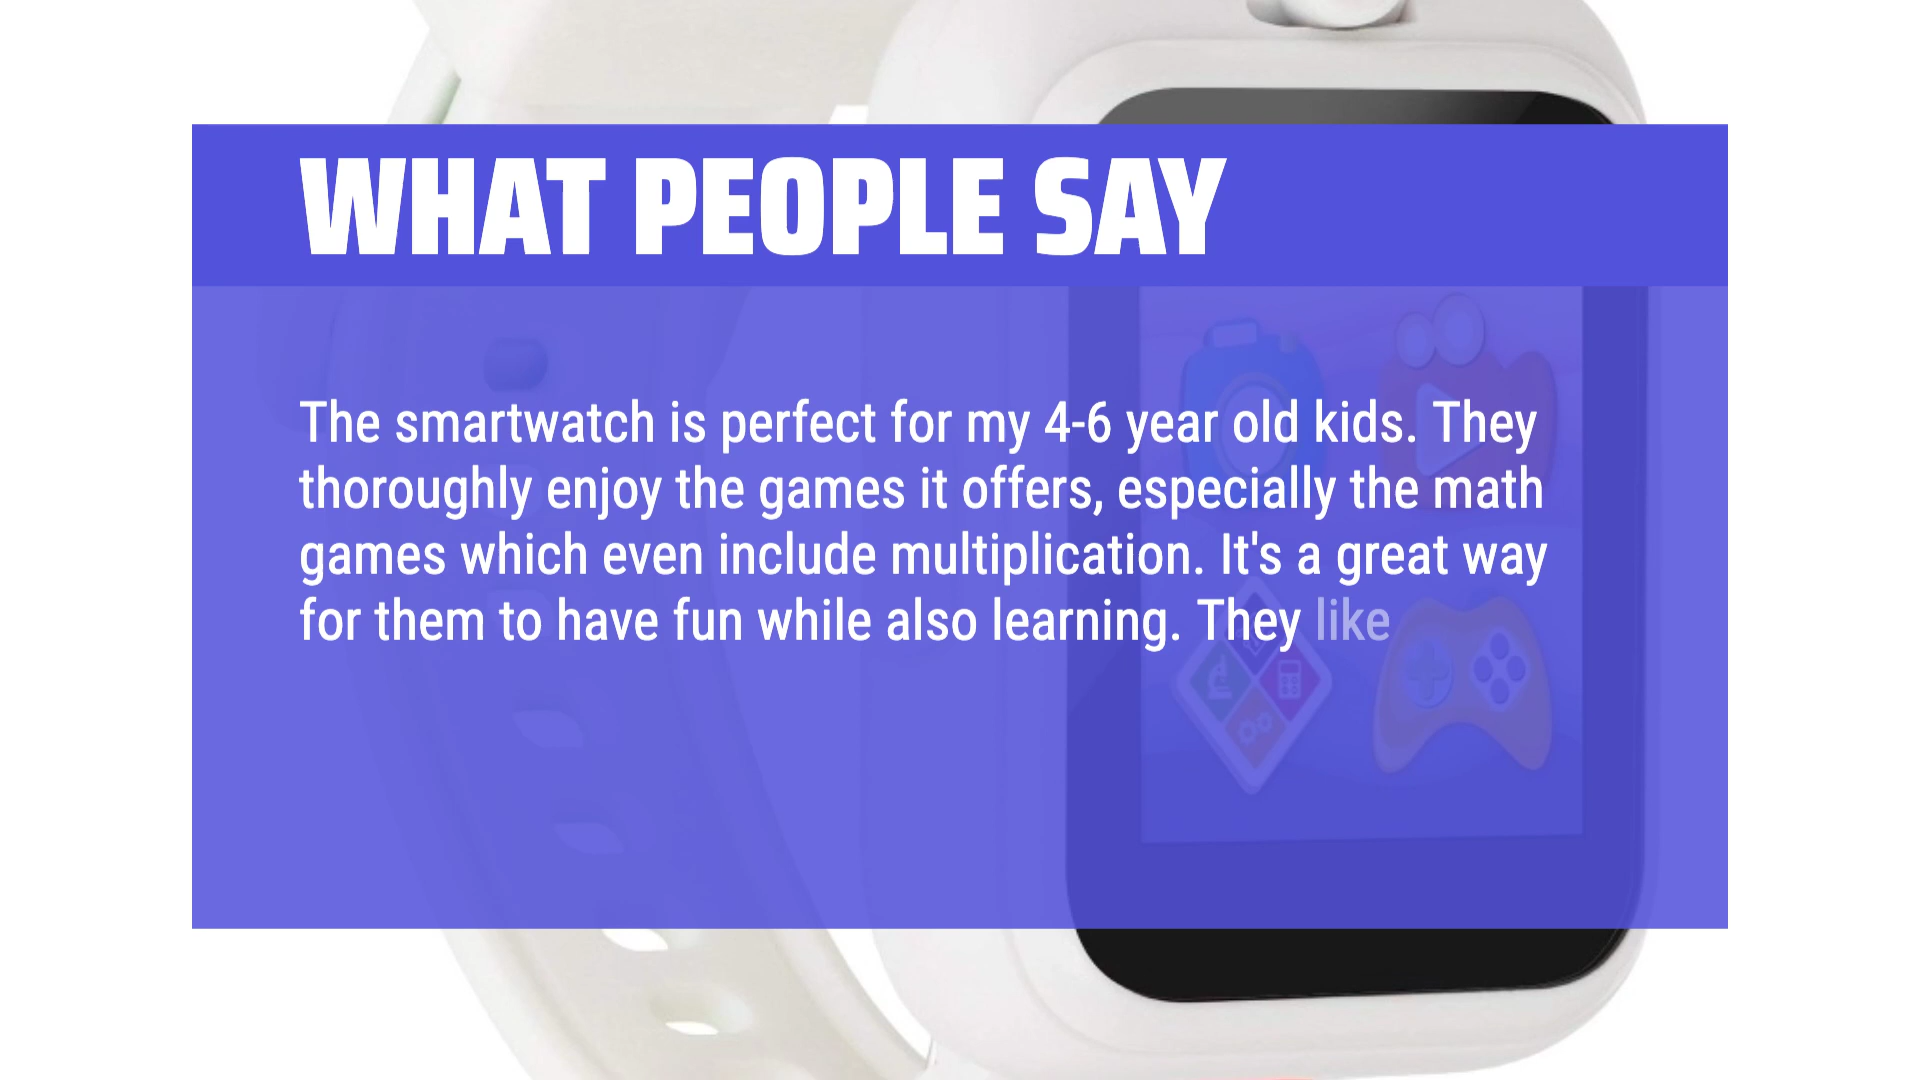 WHAT PEOPLE SAY
The smartwatch is perfect for my 4-6 year old kids. They
thoroughly enjoy the games it offers, especially the math
games which even include multiplication. It's a great way
for them to have fun while also learning. They like